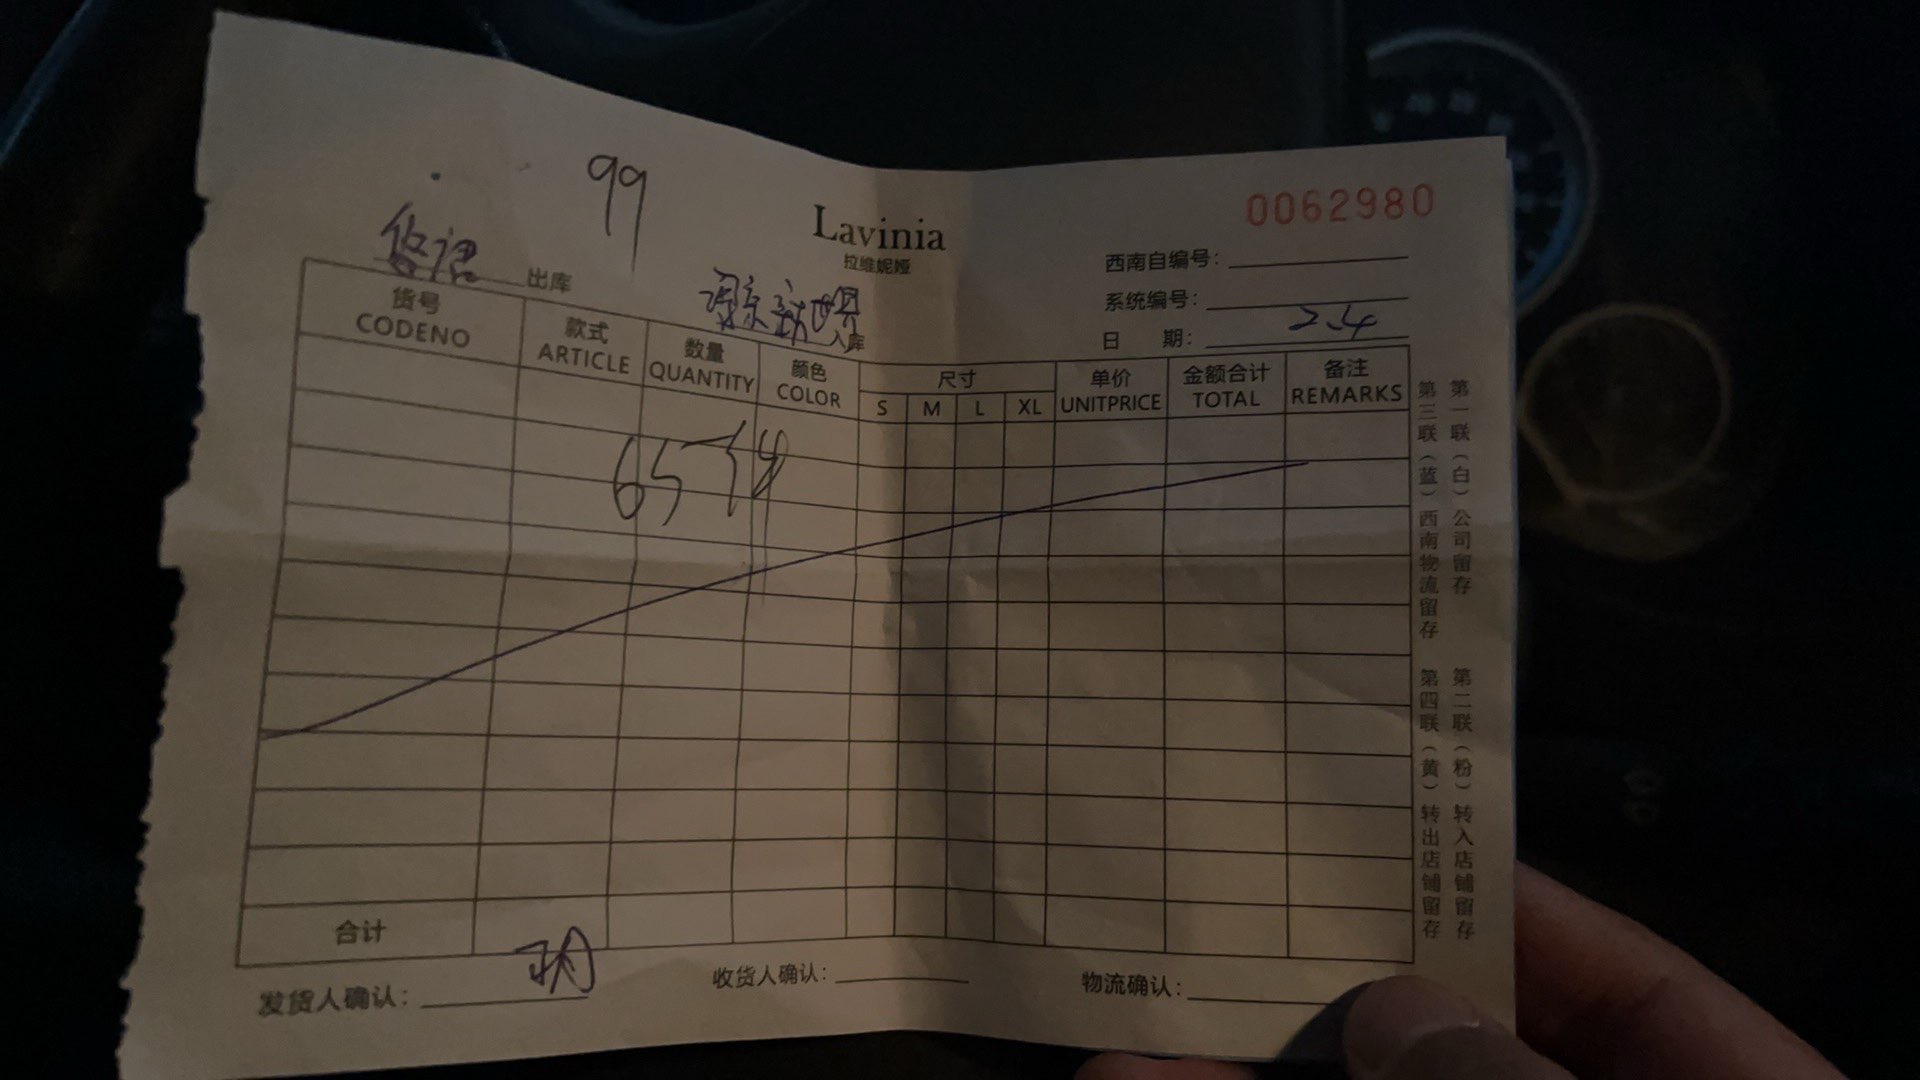 99
Lavinia
拉维妮娅
0062980
出库
新世界
入库
西南自编号：
系统编号：
日 期： 2.4
货号 款式 数量 颜色 尺寸 单价 金额合计 备注
CODENO ARTICLE QUANTITY COLOR S M L XL UNITPRICE TOTAL REMARKS
合计
发货人确认：
收货人确认：
物流确认：
第一联（白）公司留存
第三联（蓝）西南物流留存
第二联（粉）转入店铺留存
第四联（黄）转出店铺留存